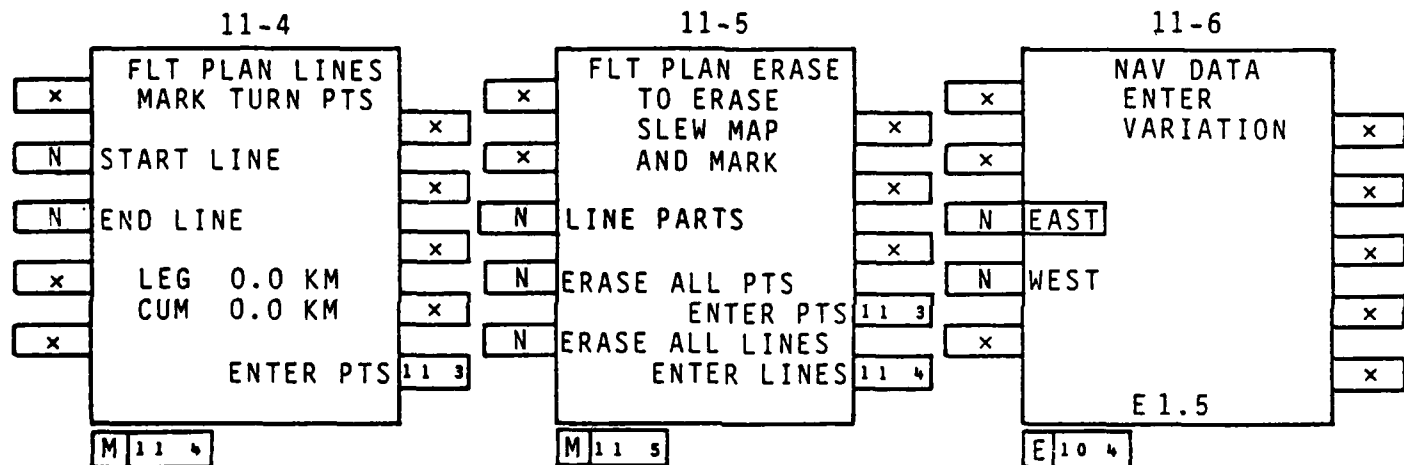 11-4
FLT PLAN LINES
× MARK TURN PTS
×
N START LINE
×
N END LINE
×
× LEG 0.0 KM
CUM 0.0 KM ×
×
ENTER PTS 11 3
M 11 4
11-5
FLT PLAN ERASE
× TO ERASE
SLEW MAP ×
× AND MARK
×
N LINE PARTS
×
N ERASE ALL PTS
ENTER PTS 11 3
N ERASE ALL LINES
ENTER LINES 11 4
M 11 5
11-6
NAV DATA
× ENTER
VARIATION ×
×
×
N EAST
×
N WEST
×
×
×
E 1.5
E 10 4